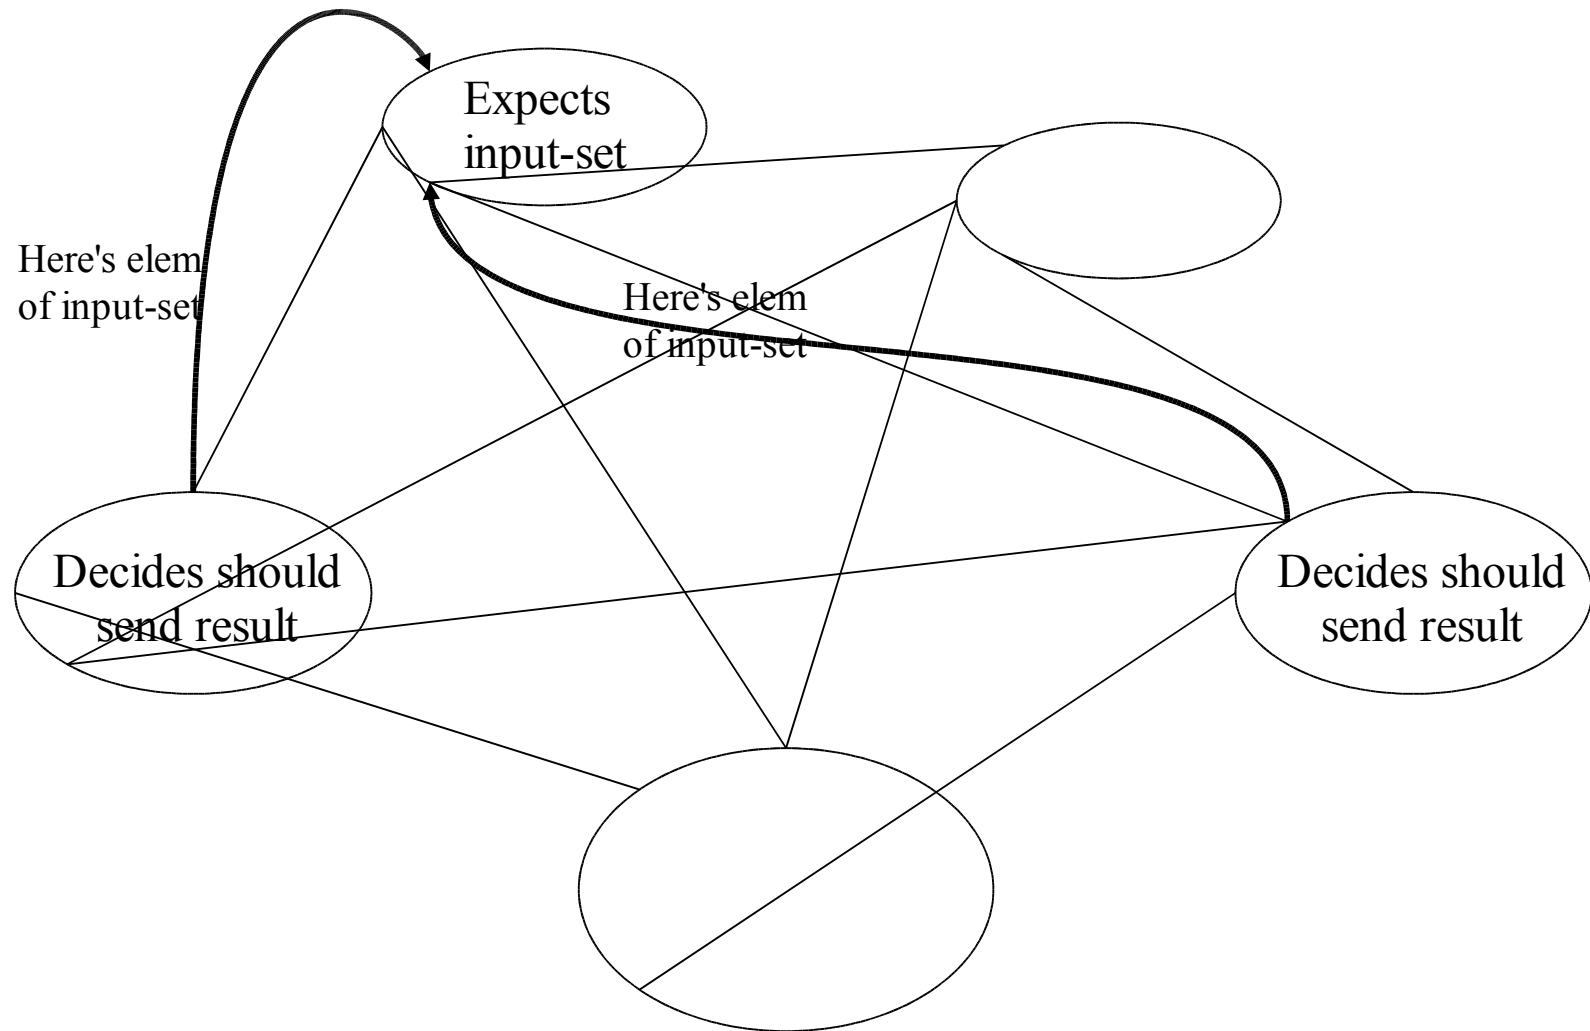 Expects
input-set
Here's elem
of input-set
Here's elem
of input-set
Decides should
send result
Decides should
send result